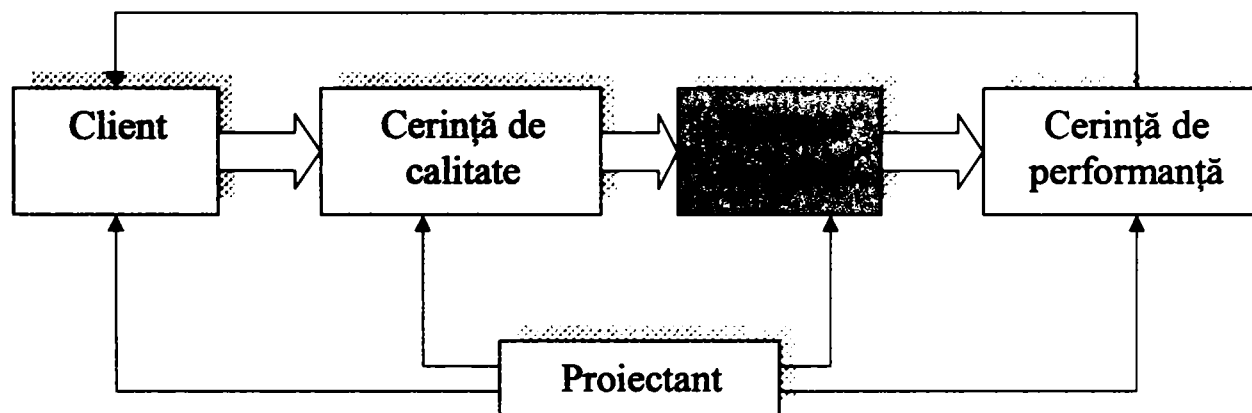 Client
Cerință de
calitate
Cerință de
performanță
Proiectant